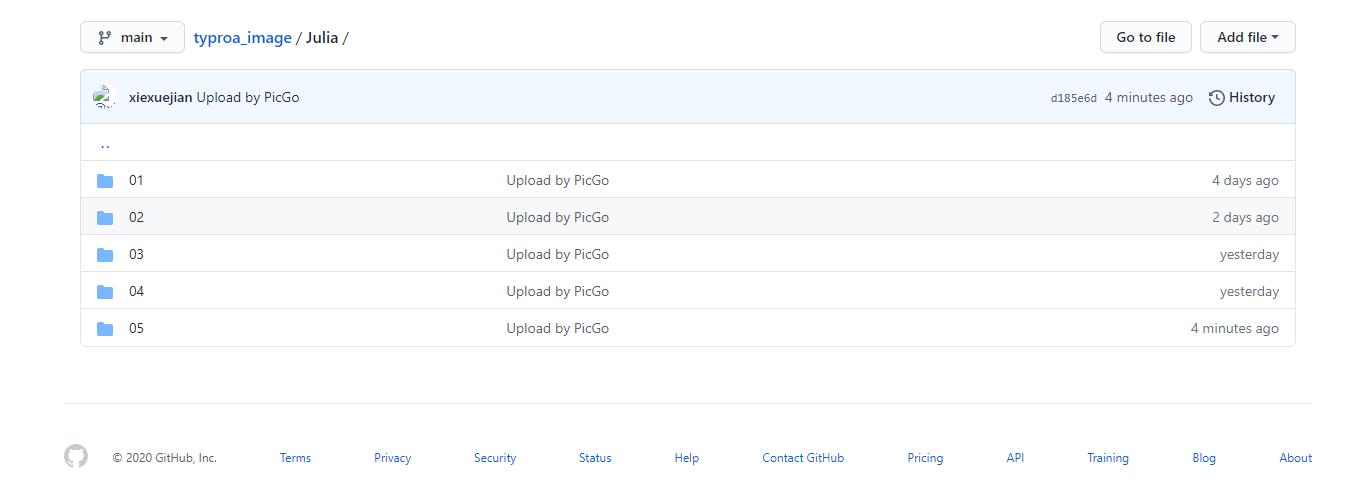 main typroa_image / Julia / Go to file Add file
xiexuejian Upload by PicGo d185e6d 4 minutes ago History
..
01 Upload by PicGo 4 days ago
02 Upload by PicGo 2 days ago
03 Upload by PicGo yesterday
04 Upload by PicGo yesterday
05 Upload by PicGo 4 minutes ago
© 2020 GitHub, Inc. Terms Privacy Security Status Help Contact GitHub Pricing API Training Blog About